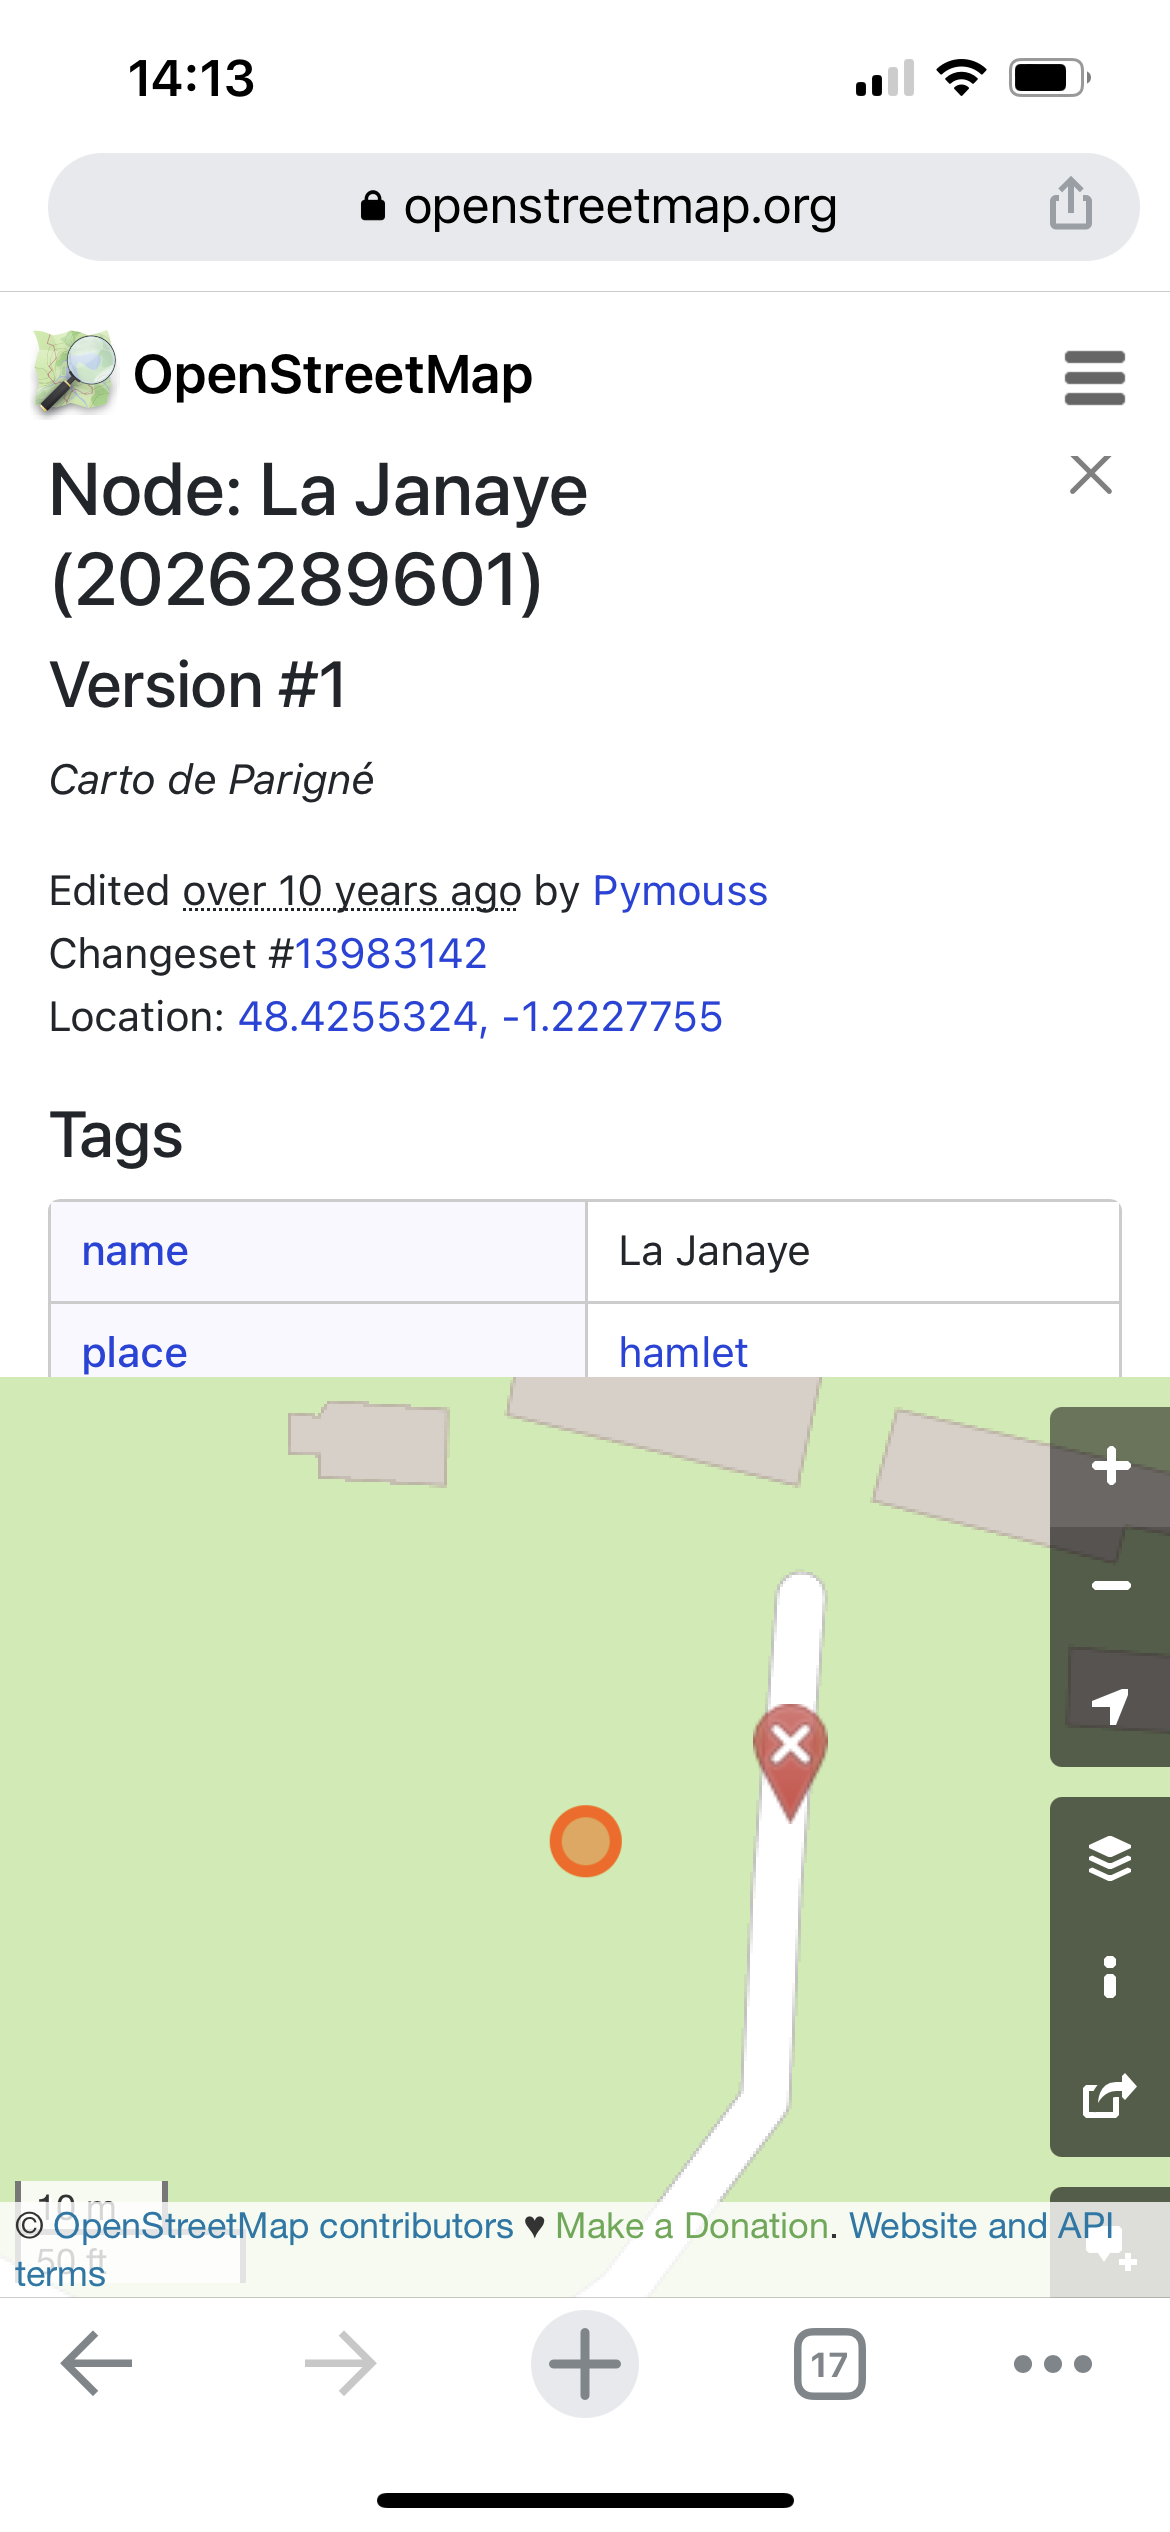 14:13
openstreetmap.org
OpenStreetMap
Node: La Janaye
(2026289601)
Version #1
Carto de Parigné
Edited over 10 years ago by Pymouss
Changeset #13983142
Location: 48.4255324, -1.2227755
Tags
name La Janaye
place hamlet
10 m
© OpenStreetMap contributors ♥ Make a Donation. Website and API
50 ft
terms
17